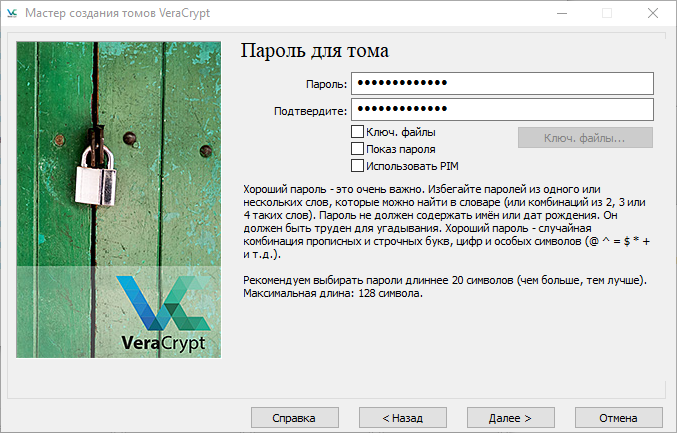 Мастер создания томов VeraCrypt
Пароль для тома
Пароль: •••••••••••••
Подтвердите: •••••••••••••
Ключ. файлы
Ключ. файлы...
Показ пароля
Использовать PIM
Хороший пароль - это очень важно. Избегайте паролей из одного или
нескольких слов, которые можно найти в словаре (или комбинаций из 2, 3 или
4 таких слов). Пароль не должен содержать имён или дат рождения. Он
должен быть труден для угадывания. Хороший пароль - случайная
комбинация прописных и строчных букв, цифр и особых символов (@ ^ = $ * +
и т.д.).
Рекомендуем выбирать пароли длиннее 20 символов (чем больше, тем лучше).
Максимальная длина: 128 символа.
VeraCrypt
Справка
< Назад
Далее >
Отмена